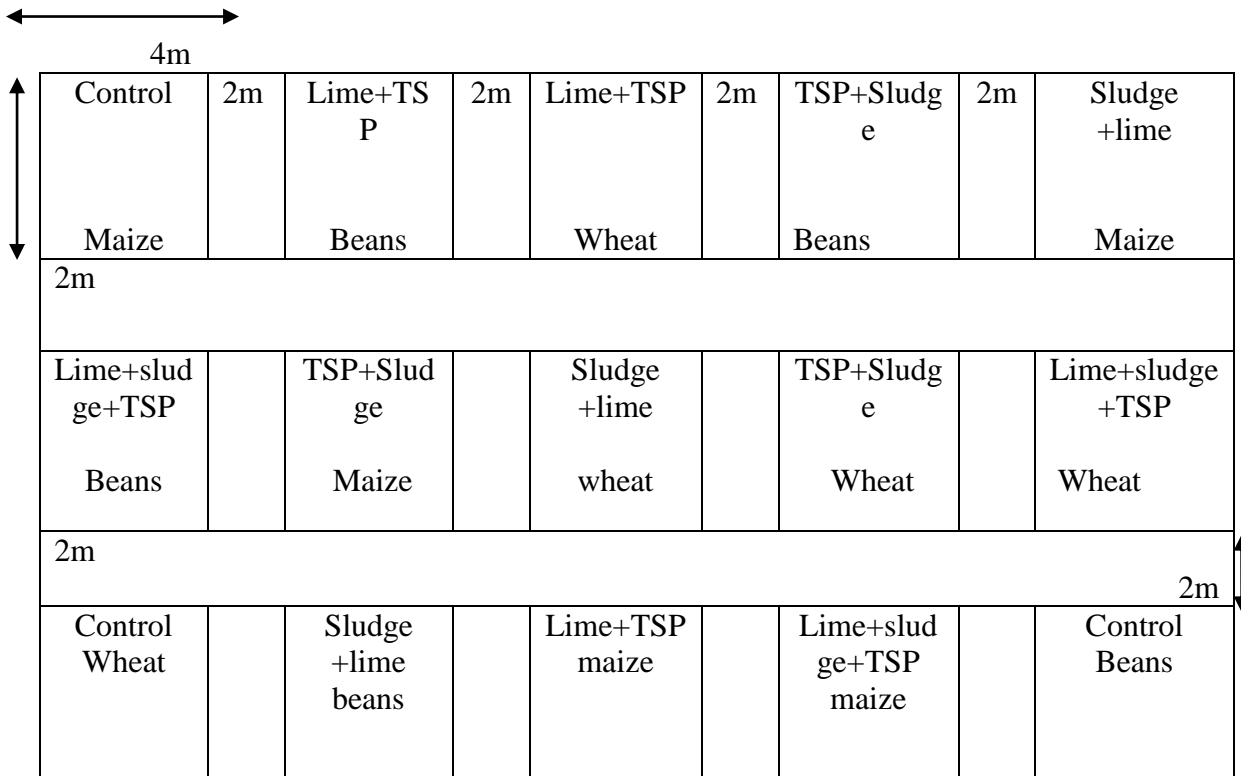 4m
Control
Maize
2m
Lime+TS
P
Beans
2m
Lime+TSP
Wheat
2m
TSP+Sludg
e
Beans
2m
Sludge
+lime
Maize
2m
Lime+slud
ge+TSP
Beans
TSP+Slud
ge
Maize
Sludge
+lime
wheat
TSP+Sludg
e
Wheat
Lime+sludge
+TSP
Wheat
2m
2m
Control
Wheat
Sludge
+lime
beans
Lime+TSP
maize
Lime+slud
ge+TSP
maize
Control
Beans